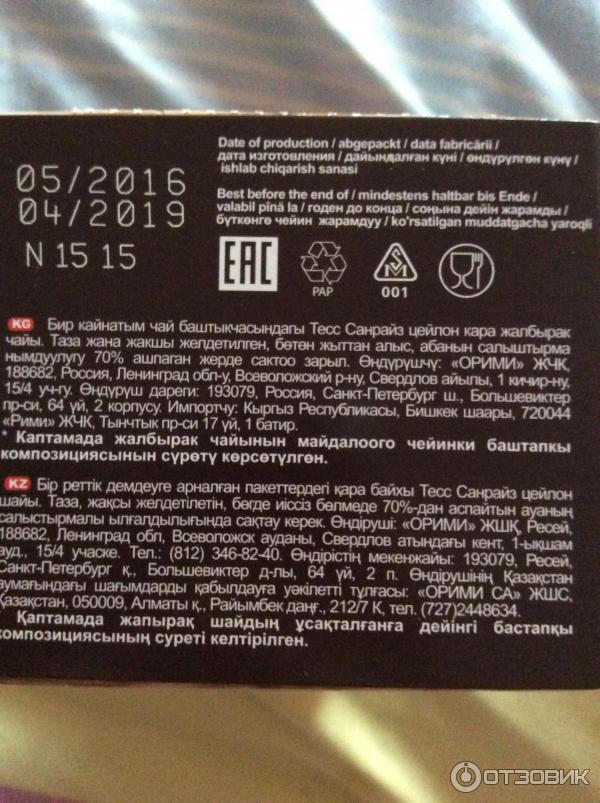 Date of production / abgepackt / data fabricării /
дата изготовления / дайындалған күні / өндүрүлгөн күнү /
ishlab chiqarish sanasi
05/2016
04/2019
Best before the end of / mindestens haltbar bis Ende /
valabil pînă la / годен до конца / соңына дейін жарамды /
бүткөнгө чейин жарамдуу / ko'rsatilgan muddatgacha yaroqli
N 15 15
EAC
PAP
001
KG Бир кайнатым чай баштыкчасындагы Тесс Санрайз цейлон кара жалбырак
чайы. Таза жана жакшы желдетилген, бөтөн жыттан алыс, абанын салыштырма
нымдуулугу 70% ашпаган жерде сактоо зарыл. Өндүрүшчү: «ОРИМИ» ЖЧК,
188682, Россия, Ленинград обл-у, Всеволожский р-ну, Свердлов айылы, 1 кичир-ну,
15/4 уч-гу. Өндүрүш дареги: 193079, Россия, Санкт-Петербург ш., Большевиктер
пр-си, 64 үй, 2 корпусу. Импортчу: Кыргыз Республикасы, Бишкек шаары, 720044
«Рими» ЖЧК, Тынчтык пр-си 17 үй, 1 батир.
* Каптамада жалбырак чайынын майдалоого чейинки баштапкы
композициясынын сүрөтү көрсөтүлгөн.
KZ Бір реттік демдеуге арналған пакеттердегі қара байхы Тесс Санрайз цейлон
шайы. Таза, жақсы желдетілетін, бөгде иіссіз бөлмеде 70%-дан аспайтын ауаның
салыстырмалы ылғалдылығында сақтау керек. Өндіруші: «ОРИМИ» ЖШҚ, Ресей,
188682, Ленинград обл., Всеволожск ауданы, Свердлов атындағы кент, 1-ықшам
ауд., 15/4 учаске. Тел.: (812) 346-82-40. Өндірістің мекенжайы: 193079, Ресей,
Санкт-Петербург қ., Большевиктер д-лы, 64 үй, 2 п. Өндірушінің Қазақстан
аумағындағы шағымдарды қабылдауға уәкілетті тұлғасы: «ОРИМИ СА» ЖШС,
Қазақстан, 050009, Алматы қ., Райымбек даңғ., 212/7 К, тел. (727)2448634.
* Қаптамада жапырақ шайдың ұсақталғанға дейінгі бастапқы
композициясының суреті келтірілген.
ОТЗОВИК